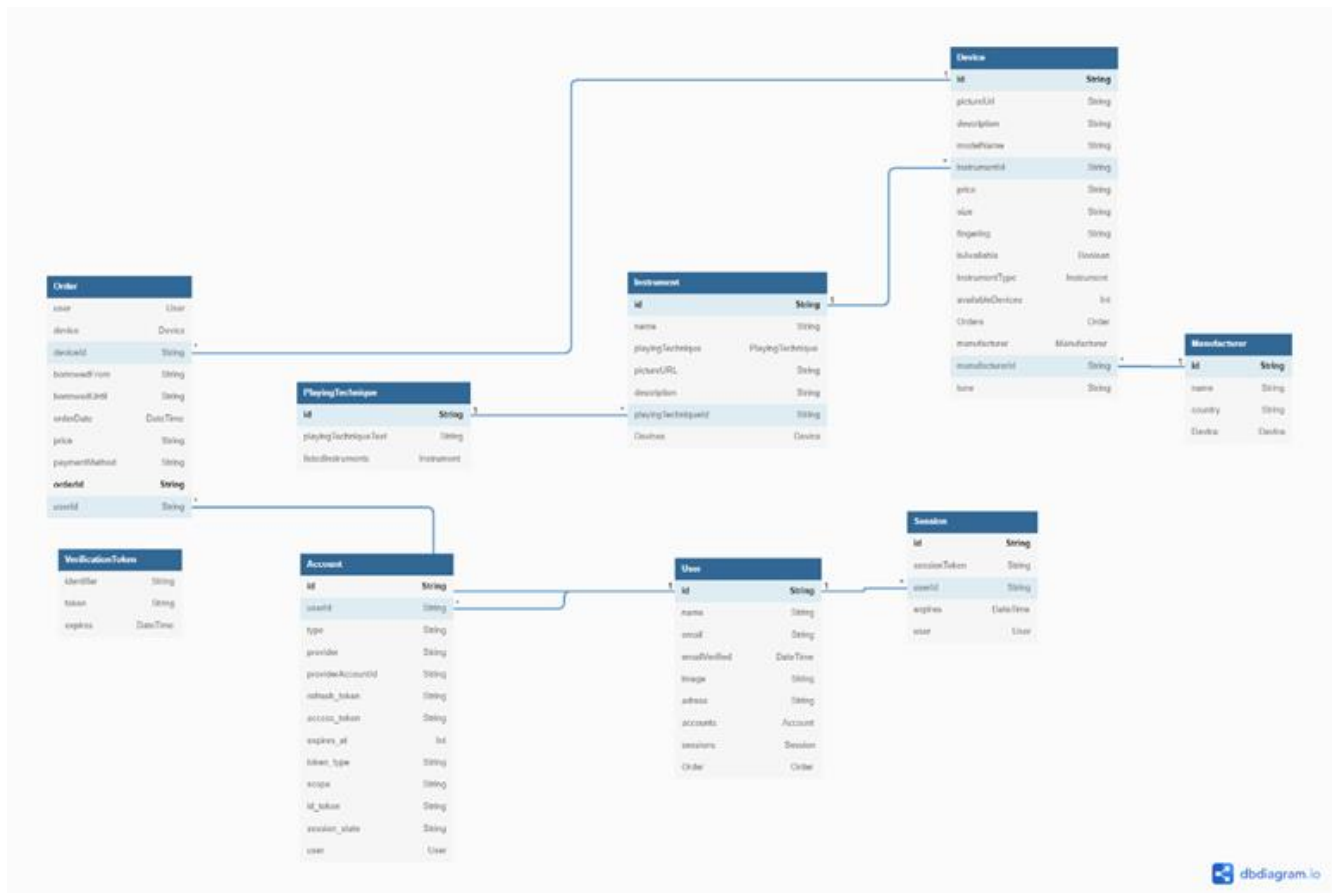 Device
id String
pictureUrl String
description String
modelName String
instrumentId String
price String
size String
fingering String
isAvailable Boolean
InstrumentType Instrument
availableDevices Int
Orders Order
manufacturer Manufacturer
manufacturerId String
tune String
1
*
*
Order
user User
device Device
deviceId String
borrowedFrom String
borrowedUntil String
orderDate DateTime
price String
paymentMethod String
orderId String
userId String
*
*
Instrument
id String
name String
playingTechnique PlayingTechnique
pictureURL String
description String
playingTechniqueId String
Devices Device
1
*
Manufacturer
id String
name String
country String
Device Device
1
PlayingTechnique
id String
playingTechniqueText String
listedInstruments Instrument
1
VerificationToken
identifier String
token String
expires DateTime
Account
id String
userId String
type String
provider String
providerAccountId String
refresh_token String
access_token String
expires_at Int
token_type String
scope String
id_token String
session_state String
user User
*
User
id String
name String
email String
emailVerified DateTime
image String
adress String
accounts Account
sessions Session
Order Order
1
1
Session
id String
sessionToken String
userId String
expires DateTime
user User
*
dbdiagram.io